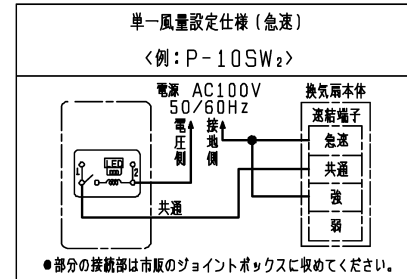 単一風量設定仕様（急速）
〈例：P-10SW₂〉
電源 AC100V
50/60Hz
電圧側
接地側
換気扇本体
速結端子
急速
共通
強
弱
LED
1
2
共通
●部分の接続部は市販のジョイントボックスに収めてください。